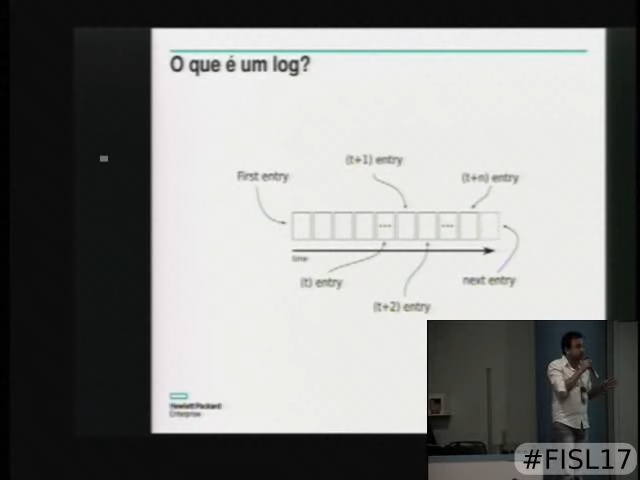 O que é um log?
(t+1) entry
First entry
(t+n) entry
time
(t) entry
next entry
(t+2) entry
Hewlett Packard
Enterprise
#FISL17